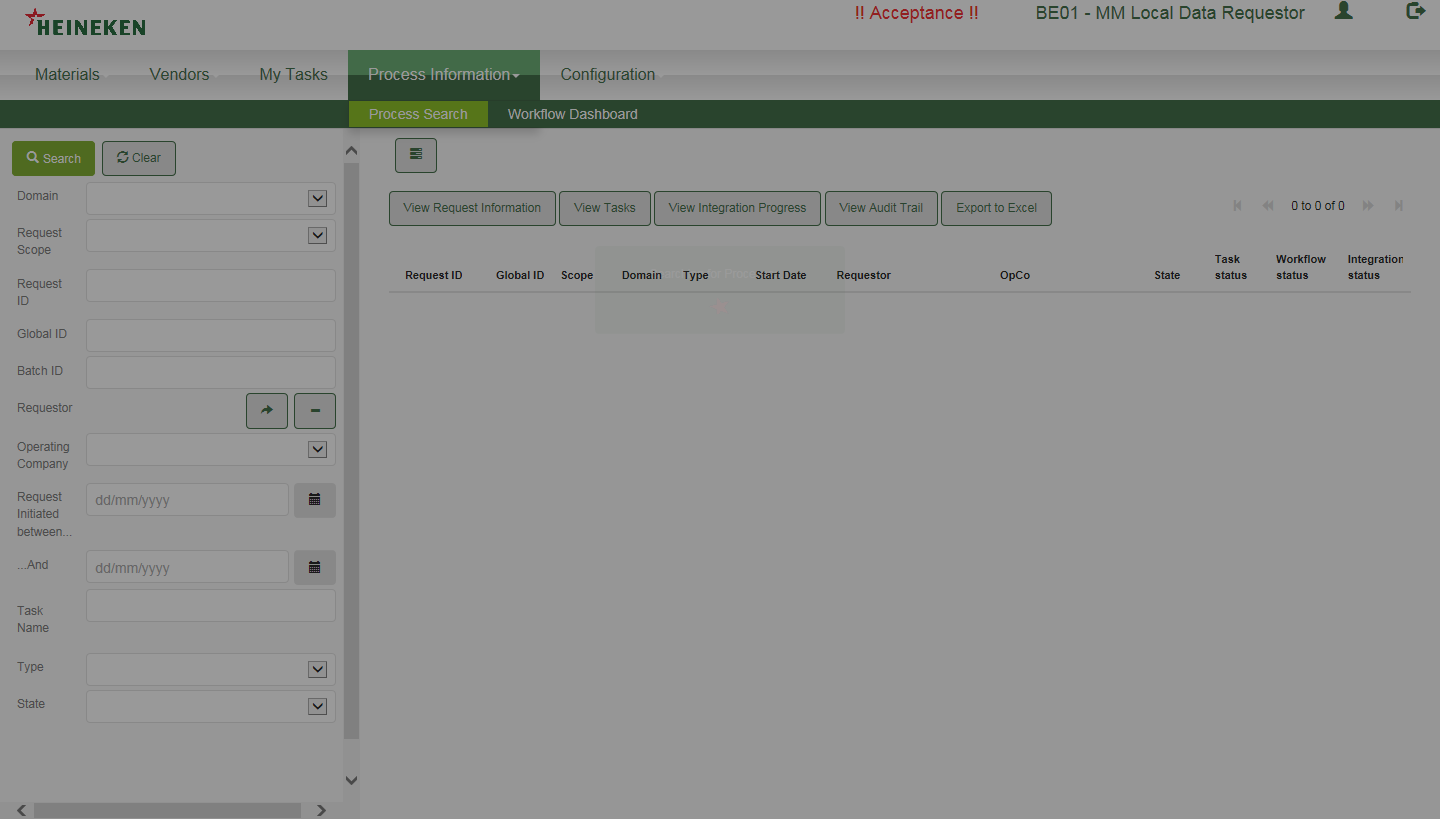 HEINEKEN
!! Acceptance !!
BE01 - MM Local Data Requestor
Materials
Vendors
My Tasks
Process Information
Configuration
Process Search
Workflow Dashboard
Search
Clear
Domain
Request
Scope
Request
ID
Global ID
Batch ID
Requestor
Operating
Company
Request
Initiated
between...
dd/mm/yyyy
...And
dd/mm/yyyy
Task
Name
Type
State
View Request Information
View Tasks
View Integration Progress
View Audit Trail
Export to Excel
0 to 0 of 0
Request ID
Global ID
Scope
Domain
Type
Start Date
Requestor
OpCo
State
Task
status
Workflow
status
Integration
status